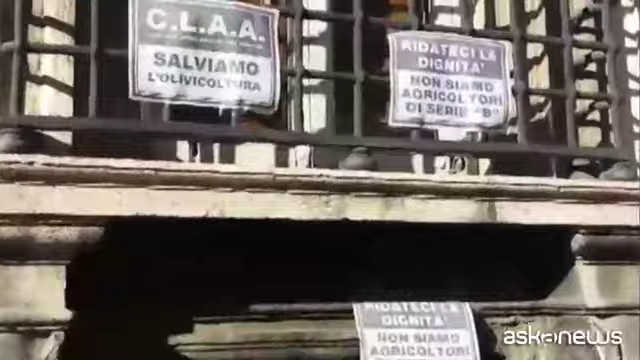 C.L.A.A.
SALVIAMO
L'OLIVICOLTURA
RIDATECI LA
DIGNITA'
NON SIAMO
AGRICOLTORI
DI SERIE "B"
RIDATECI LA
DIGNITA'
NON SIAMO
AGRICOLTORI
askanews